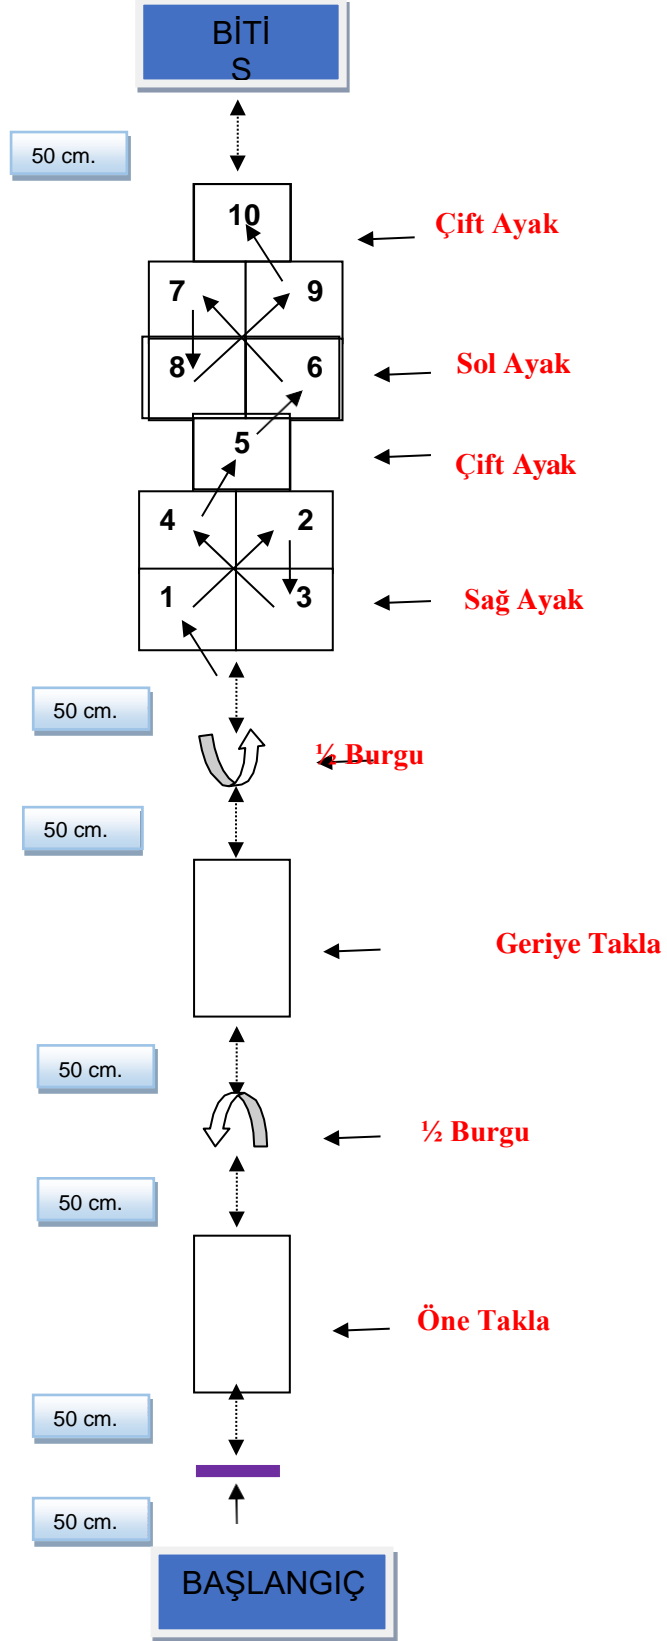 BİTİ
S
50 cm.
10
Çift Ayak
7
9
8
6
Sol Ayak
5
Çift Ayak
4
2
1
3
Sağ Ayak
50 cm.
½ Burgu
50 cm.
Geriye Takla
50 cm.
½ Burgu
50 cm.
Öne Takla
50 cm.
50 cm.
BAŞLANGIÇ